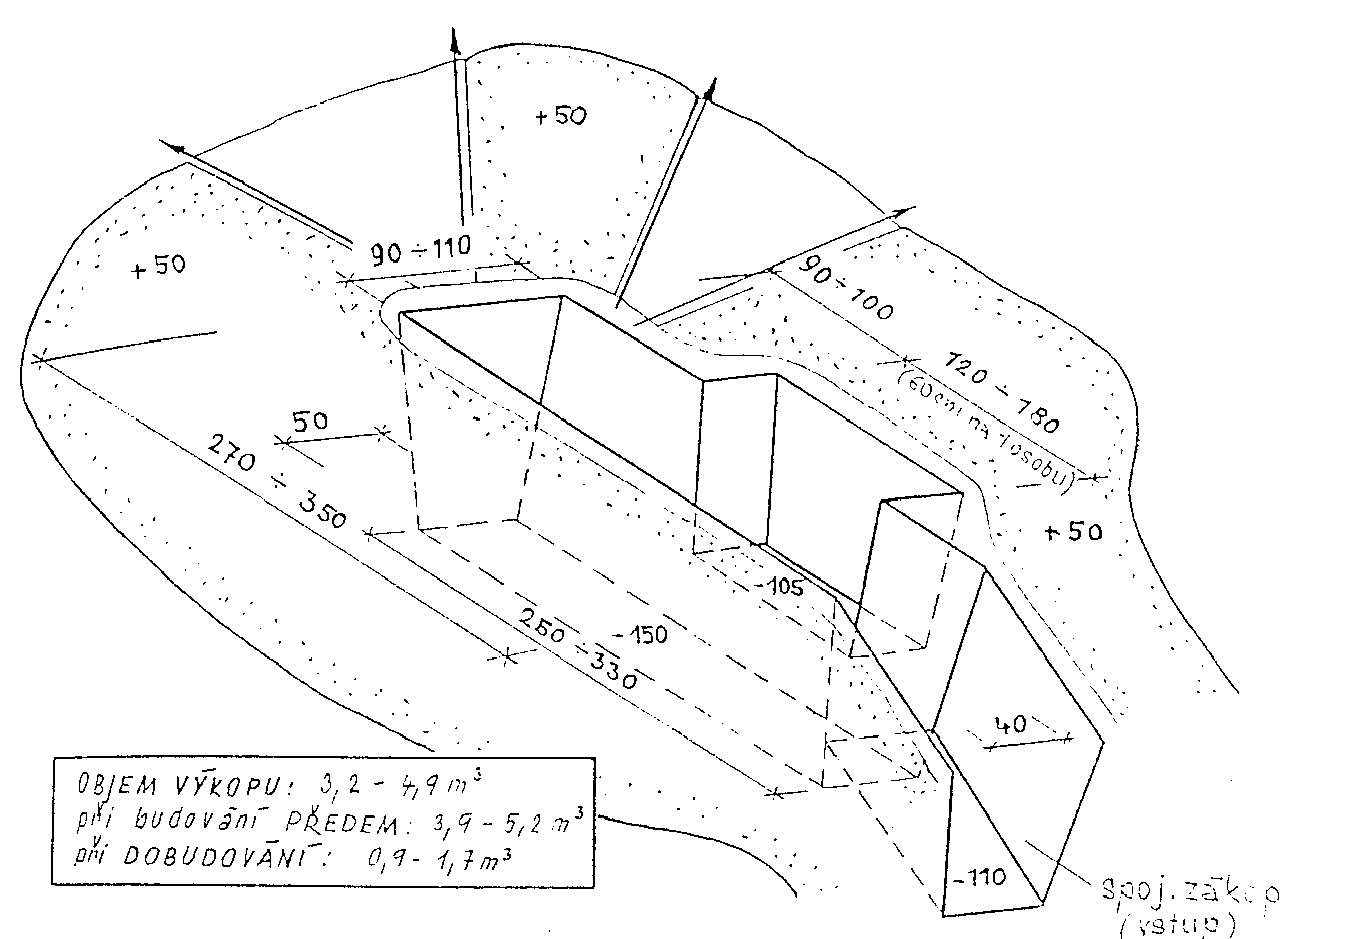 +50
+50
90÷110
90÷100
120÷180
na 1 osobu)
50
270÷350
+50
-105
-150
250÷330
40
OBJEM VÝKOPU: 3,2 - 4,9 m³
při budování PŘEDEM: 3,9 - 5,2 m³
při DOBUDOVÁNÍ: 0,9 - 1,7 m³
-110
spoj. zákop
(vstup)